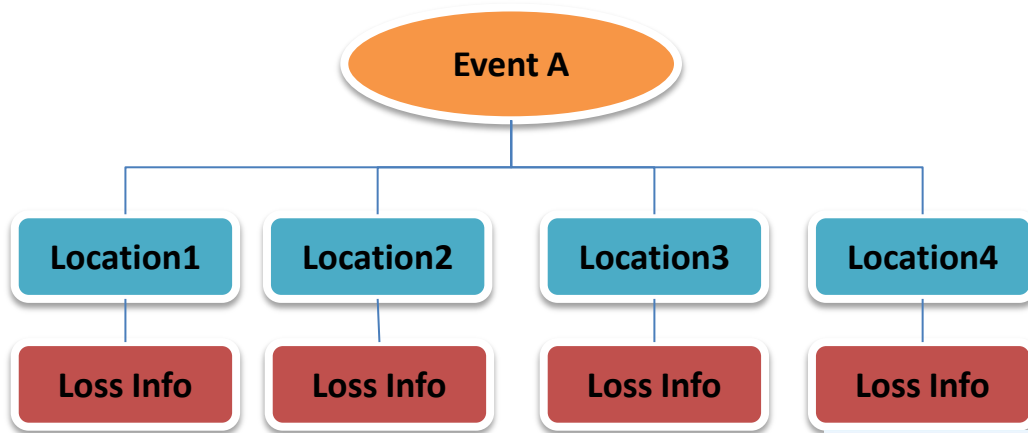 Event A
Location1 Location2 Location3 Location4
Loss Info Loss Info Loss Info Loss Info